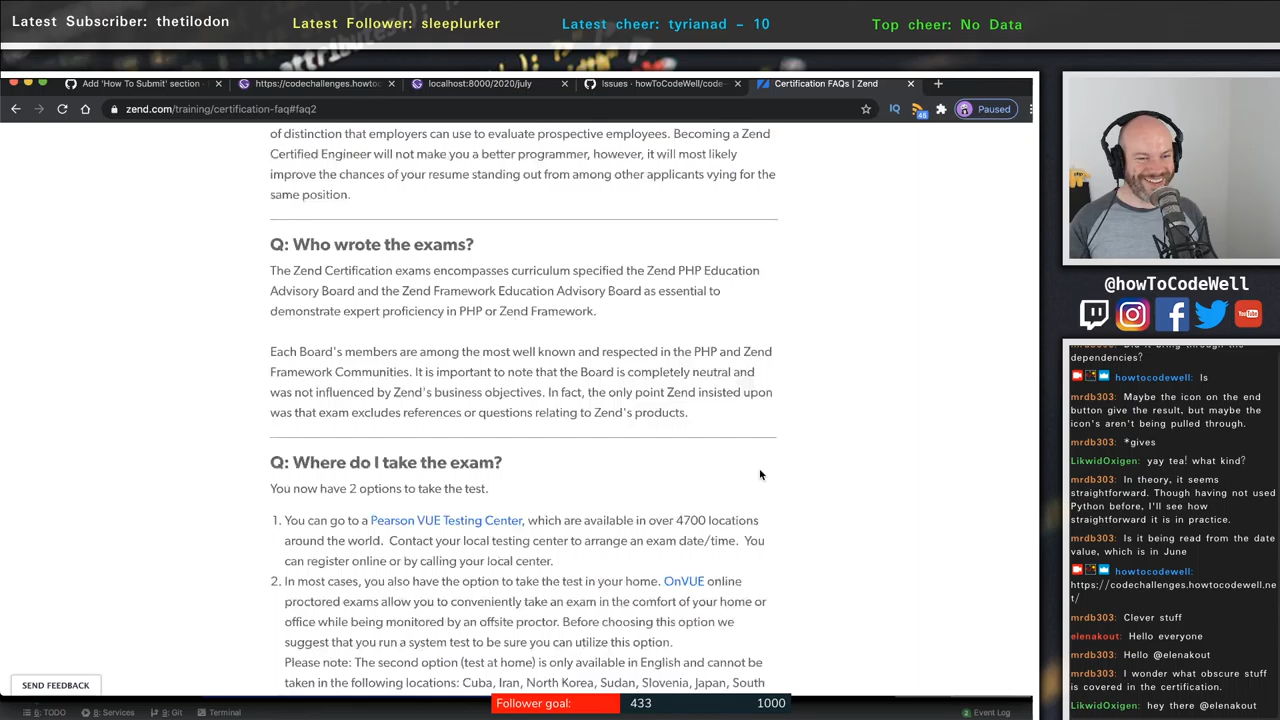 Latest Subscriber: thetilodon
Latest Follower: sleeplurker
Latest cheer: tyrianad - 10
Top cheer: No Data
Add 'How To Submit' section -
https://codechallenges.howtoc
localhost:8000/2020/july
Issues · howToCodeWell/code-
Certification FAQs | Zend
zend.com/training/certification-faq#faq2
Paused
of distinction that employers can use to evaluate prospective employees. Becoming a Zend
Certified Engineer will not make you a better programmer, however, it will most likely
improve the chances of your resume standing out from among other applicants vying for the
same position.
Q: Who wrote the exams?
The Zend Certification exams encompasses curriculum specified the Zend PHP Education
Advisory Board and the Zend Framework Education Advisory Board as essential to
demonstrate expert proficiency in PHP or Zend Framework.
Each Board's members are among the most well known and respected in the PHP and Zend
Framework Communities. It is important to note that the Board is completely neutral and
was not influenced by Zend's business objectives. In fact, the only point Zend insisted upon
was that exam excludes references or questions relating to Zend's products.
Q: Where do I take the exam?
You now have 2 options to take the test.
1. You can go to a Pearson VUE Testing Center, which are available in over 4700 locations
around the world. Contact your local testing center to arrange an exam date/time. You
can register online or by calling your local center.
2. In most cases, you also have the option to take the test in your home. OnVUE online
proctored exams allow you to conveniently take an exam in the comfort of your home or
office while being monitored by an offsite proctor. Before choosing this option we
suggest that you run a system test to be sure you can utilize this option.
Please note: The second option (test at home) is only available in English and cannot be
taken in the following locations: Cuba, Iran, North Korea, Sudan, Slovenia, Japan, South
SEND FEEDBACK
6: TODO
8: Services
9: Git
Terminal
Follower goal:
433
1000
2 Event Log
@howToCodeWell
You Tube
mrdb303: Did it bring through the
dependencies?
howtocodewell: Is
mrdb303: Maybe the icon on the end
button give the result, but maybe the
icon's aren't being pulled through.
mrdb303: *gives
LikwidOxigen: yay tea! what kind?
mrdb303: In theory, it seems
straightforward. Though having not used
Python before, I'll see how
straightforward it is in practice.
mrdb303: Is it being read from the date
value, which is in June
howtocodewell:
https://codechallenges.howtocodewell.ne
t/
mrdb303: Clever stuff
elenakout: Hello everyone
mrdb303: Hello @elenakout
mrdb303: I wonder what obscure stuff
is covered in the certification.
LikwidOxigen: hey there @elenakout